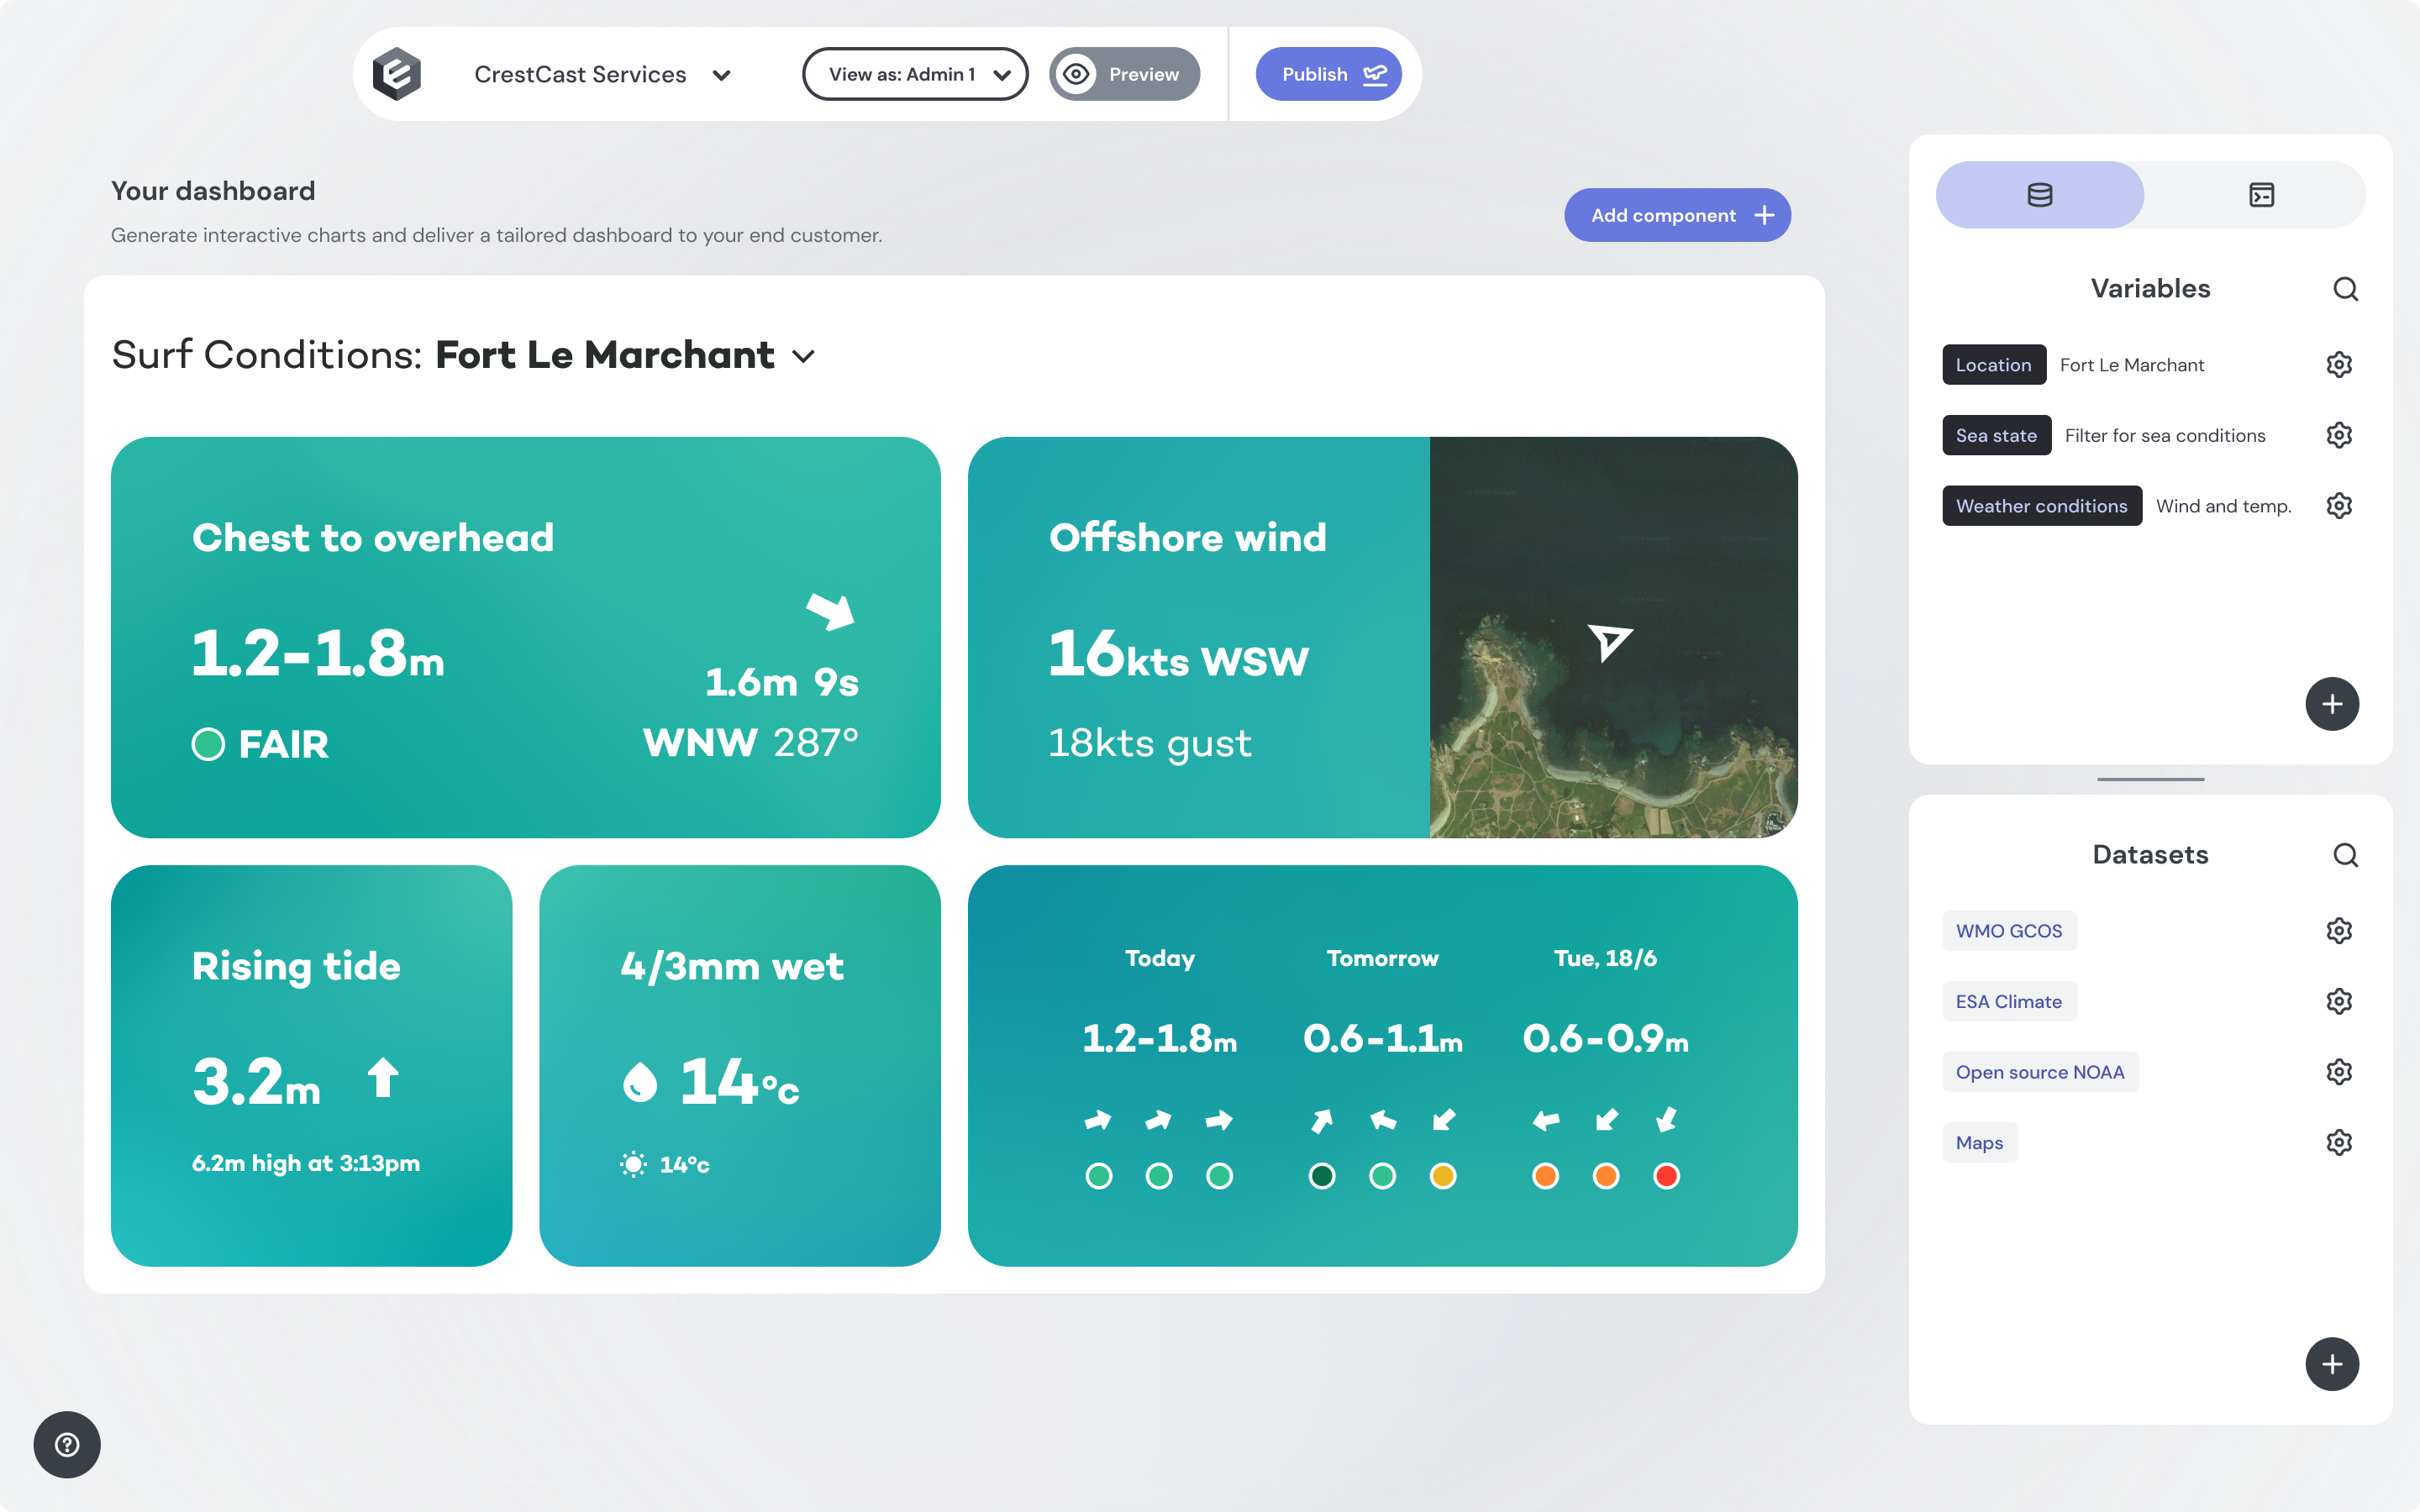 CrestCast Services
View as: Admin 1
Preview
Publish
Your dashboard
Generate interactive charts and deliver a tailored dashboard to your end customer.
Add component
Surf Conditions: Fort Le Marchant
Chest to overhead
1.2-1.8m
FAIR
1.6m 9s
WNW 287°
Offshore wind
16kts WSW
18kts gust
Rising tide
3.2m
6.2m high at 3:13pm
4/3mm wet
14°c
14°c
Today
Tomorrow
Tue, 18/6
1.2-1.8m
0.6-1.1m
0.6-0.9m
Variables
Location
Fort Le Marchant
Sea state
Filter for sea conditions
Weather conditions
Wind and temp.
Datasets
WMO GCOS
ESA Climate
Open source NOAA
Maps